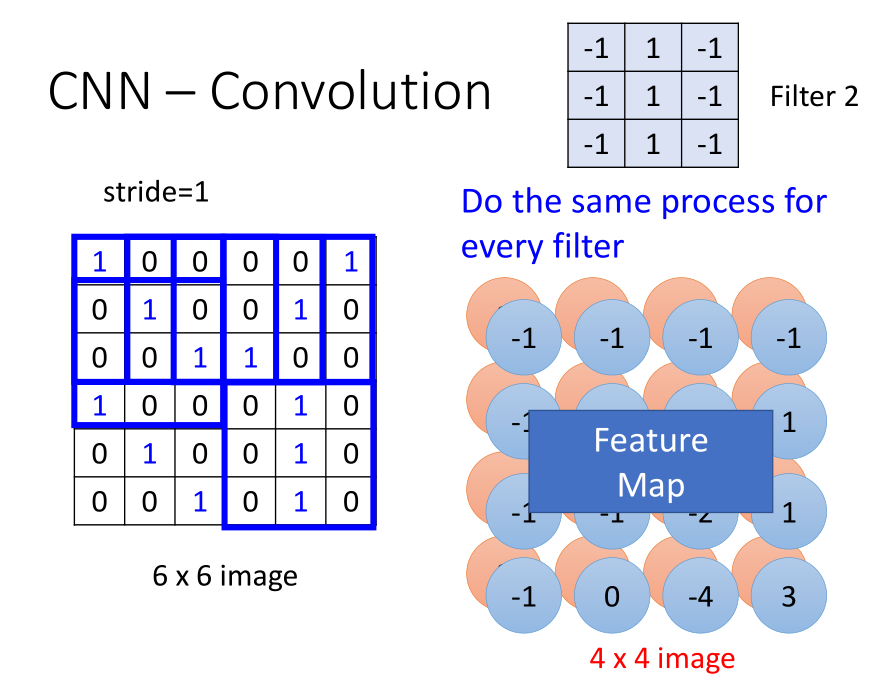 CNN – Convolution
-1 1 -1
-1 1 -1
-1 1 -1
Filter 2
stride=1
Do the same process for
every filter
1 0 0 0 0 1
0 1 0 0 1 0
0 0 1 1 0 0
1 0 0 0 1 0
0 1 0 0 1 0
0 0 1 0 1 0
6 x 6 image
-1 -1 -1 -1
-1 1
Feature
Map
-1 -1 -2 1
-1 0 -4 3
4 x 4 image